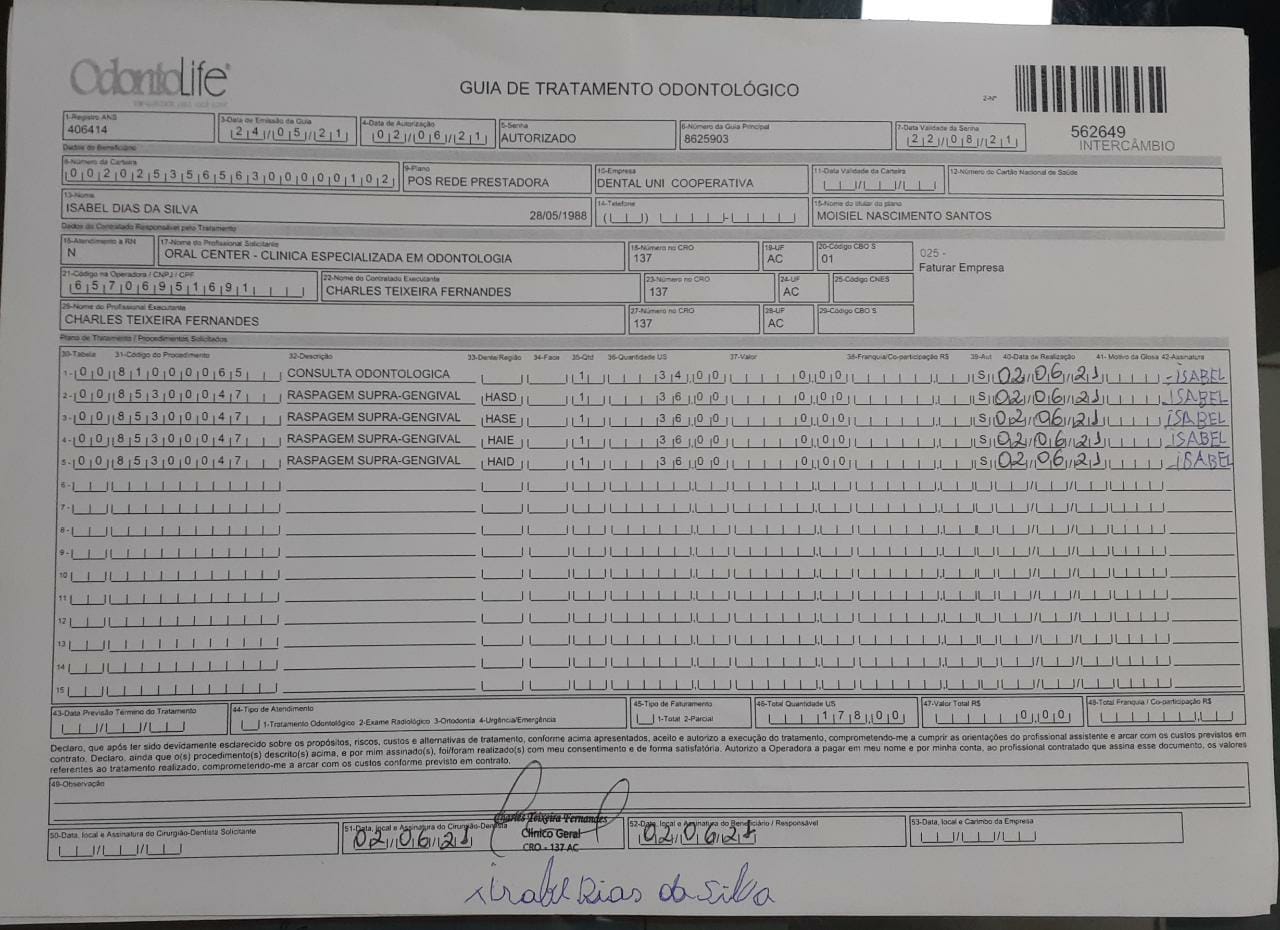 OdontoLife
GUIA DE TRATAMENTO ODONTOLÓGICO
2-Nº
562649
INTERCÂMBIO
1-Registro ANS 3-Data de Emissão da Guia 4-Data de Autorização 5-Senha 6-Número da Guia Principal 7-Data Validade da Senha
406414 24/05/21 02/06/21 AUTORIZADO 8625903 22/08/21
Dados do Beneficiário
8-Número da Carteira 9-Plano 10-Empresa 11-Data Validade da Carteira 12-Número do Cartão Nacional de Saúde
00202535656300000102 POS REDE PRESTADORA DENTAL UNI COOPERATIVA
13-Nome 14-Telefone 15-Nome do titular do plano
ISABEL DIAS DA SILVA 28/05/1988 MOISIEL NASCIMENTO SANTOS
Dados do Contratado Responsável pelo Tratamento
16-Atendimento a RN 17-Nome do Profissional Solicitante 18-Número no CRO 19-UF 20-Código CBO S
N ORAL CENTER - CLINICA ESPECIALIZADA EM ODONTOLOGIA 137 AC 01
025 -
Faturar Empresa
21-Código na Operadora / CNPJ / CPF 22-Nome do Contratado Executante 23-Número no CRO 24-UF 25-Código CNES
65706951691 CHARLES TEIXEIRA FERNANDES 137 AC
26-Nome do Profissional Executante 27-Número no CRO 28-UF 29-Código CBO S
CHARLES TEIXEIRA FERNANDES 137 AC
Plano de Tratamento / Procedimentos Solicitados
30-Tabela 31-Código do Procedimento 32-Descrição 33-Dente/Região 34-Face 35-Qtd 36-Quantidade US 37-Valor 38-Franquia/Co-participação R$ 39-Aut 40-Data de Realização 41- Motivo da Glosa 42-Assinatura
1- 00 81000065 CONSULTA ODONTOLOGICA 1 34,00 0,00 S 02/06/21 ISABEL
2- 00 85300047 RASPAGEM SUPRA-GENGIVAL HASD 1 36,00 0,00 S 02/06/21 ISABEL
3- 00 85300047 RASPAGEM SUPRA-GENGIVAL HASE 1 36,00 0,00 S 02/06/21 ISABEL
4- 00 85300047 RASPAGEM SUPRA-GENGIVAL HAIE 1 36,00 0,00 S 02/06/21 ISABEL
5- 00 85300047 RASPAGEM SUPRA-GENGIVAL HAID 1 36,00 0,00 S 02/06/21 ISABEL
6-
7-
8-
9-
10
11
12
13
14
15
43-Data Previsão Término do Tratamento 44-Tipo de Atendimento 45-Tipo de Faturamento 46-Total Quantidade US 47-Valor Total R$ 48-Total Franquia / Co-participação R$
1-Tratamento Odontológico 2-Exame Radiológico 3-Ortodontia 4-Urgência/Emergência 1-Total 2-Parcial 178,00 0,00
Declaro, que após ter sido devidamente esclarecido sobre os propósitos, riscos, custos e alternativas de tratamento, conforme acima apresentados, aceito e autorizo a execução do tratamento, comprometendo-me a cumprir as orientações do profissional assistente e arcar com os custos previstos em
contrato. Declaro, ainda que o(s) procedimento(s) descrito(s) acima, e por mim assinado(s), foi/foram realizado(s) com meu consentimento e de forma satisfatória. Autorizo a Operadora a pagar em meu nome e por minha conta, ao profissional contratado que assina esse documento, os valores
referentes ao tratamento realizado, comprometendo-me a arcar com os custos conforme previsto em contrato.
49-Observação
50-Data, local e Assinatura do Cirurgião-Dentista Solicitante 51-Data, local e Assinatura do Cirurgião-Dentista 52-Data, local e Assinatura do Beneficiário / Responsável 53-Data, local e Carimbo da Empresa
02/06/21 02/06/21
Charles Teixeira Fernandes
Clínico Geral
CRO - 137 AC
Isabel Dias da Silva